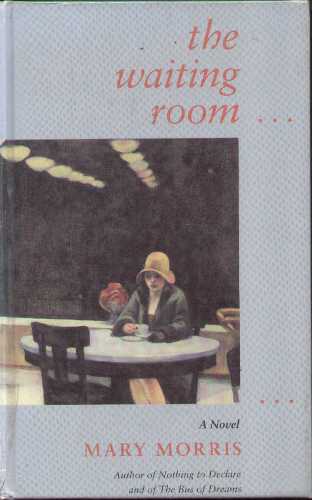 the
waiting
room ...
...
A Novel
MARY MORRIS
Author of Nothing to Declare
and of The Bus of Dreams